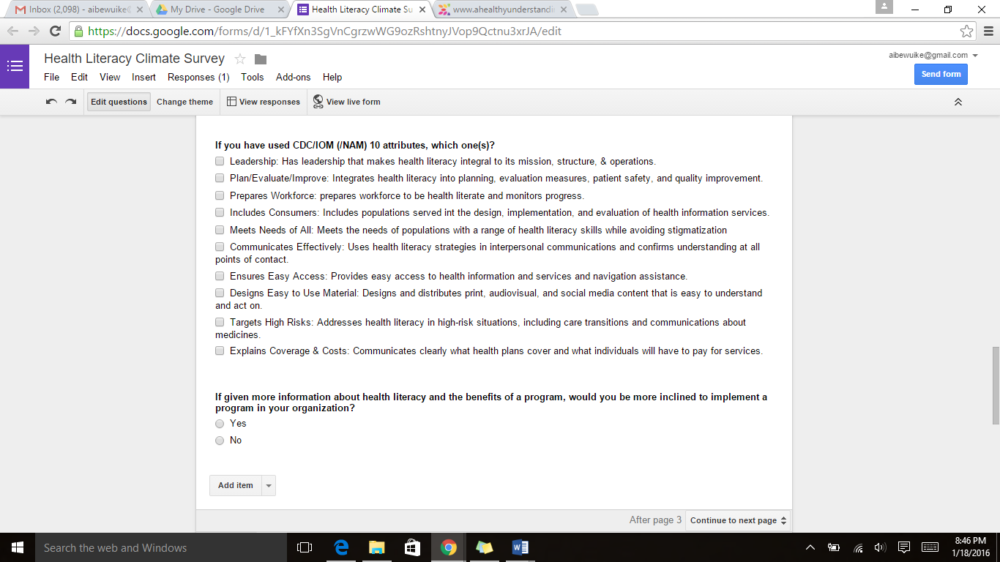 Inbox (2,098) - aibewuike@
My Drive - Google Drive
Health Literacy Climate Su
www.ahealthyunderstandi
https://docs.google.com/forms/d/1_kFYfXn3SgVnCgrzwWG9ozRshtnyJVop9Qctnu3xrJA/edit
Health Literacy Climate Survey
aibewuike@gmail.com
File Edit View Insert Responses (1) Tools Add-ons Help
Send form
Edit questions Change theme View responses View live form
If you have used CDC/IOM (/NAM) 10 attributes, which one(s)?
Leadership: Has leadership that makes health literacy integral to its mission, structure, & operations.
Plan/Evaluate/Improve: Integrates health literacy into planning, evaluation measures, patient safety, and quality improvement.
Prepares Workforce: prepares workforce to be health literate and monitors progress.
Includes Consumers: Includes populations served int the design, implementation, and evaluation of health information services.
Meets Needs of All: Meets the needs of populations with a range of health literacy skills while avoiding stigmatization
Communicates Effectively: Uses health literacy strategies in interpersonal communications and confirms understanding at all
points of contact.
Ensures Easy Access: Provides easy access to health information and services and navigation assistance.
Designs Easy to Use Material: Designs and distributes print, audiovisual, and social media content that is easy to understand
and act on.
Targets High Risks: Addresses health literacy in high-risk situations, including care transitions and communications about
medicines.
Explains Coverage & Costs: Communicates clearly what health plans cover and what individuals will have to pay for services.
If given more information about health literacy and the benefits of a program, would you be more inclined to implement a
program in your organization?
Yes
No
Add item
After page 3 Continue to next page
Search the web and Windows
8:46 PM
1/18/2016